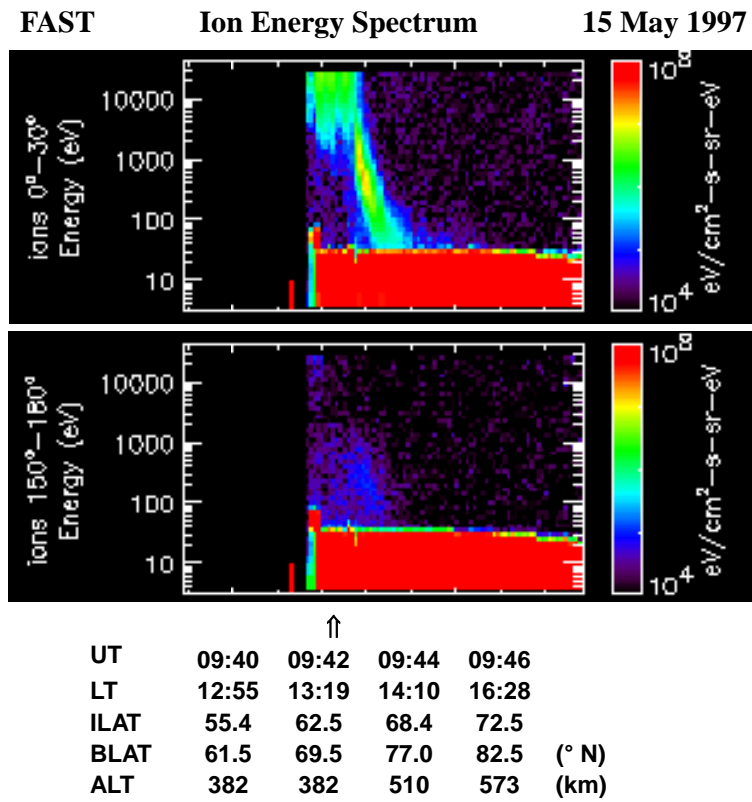 FAST Ion Energy Spectrum 15 May 1997
10000
1000
100
10
ions 0°–30°
Energy (eV)
10
10⁴
eV/cm²–s–sr–eV
10000
1000
100
10
ions 150°–180°
Energy (eV)
10
10⁴
eV/cm²–s–sr–eV
⇑
UT 09:40 09:42 09:44 09:46
LT 12:55 13:19 14:10 16:28
ILAT 55.4 62.5 68.4 72.5
BLAT 61.5 69.5 77.0 82.5 (° N)
ALT 382 382 510 573 (km)